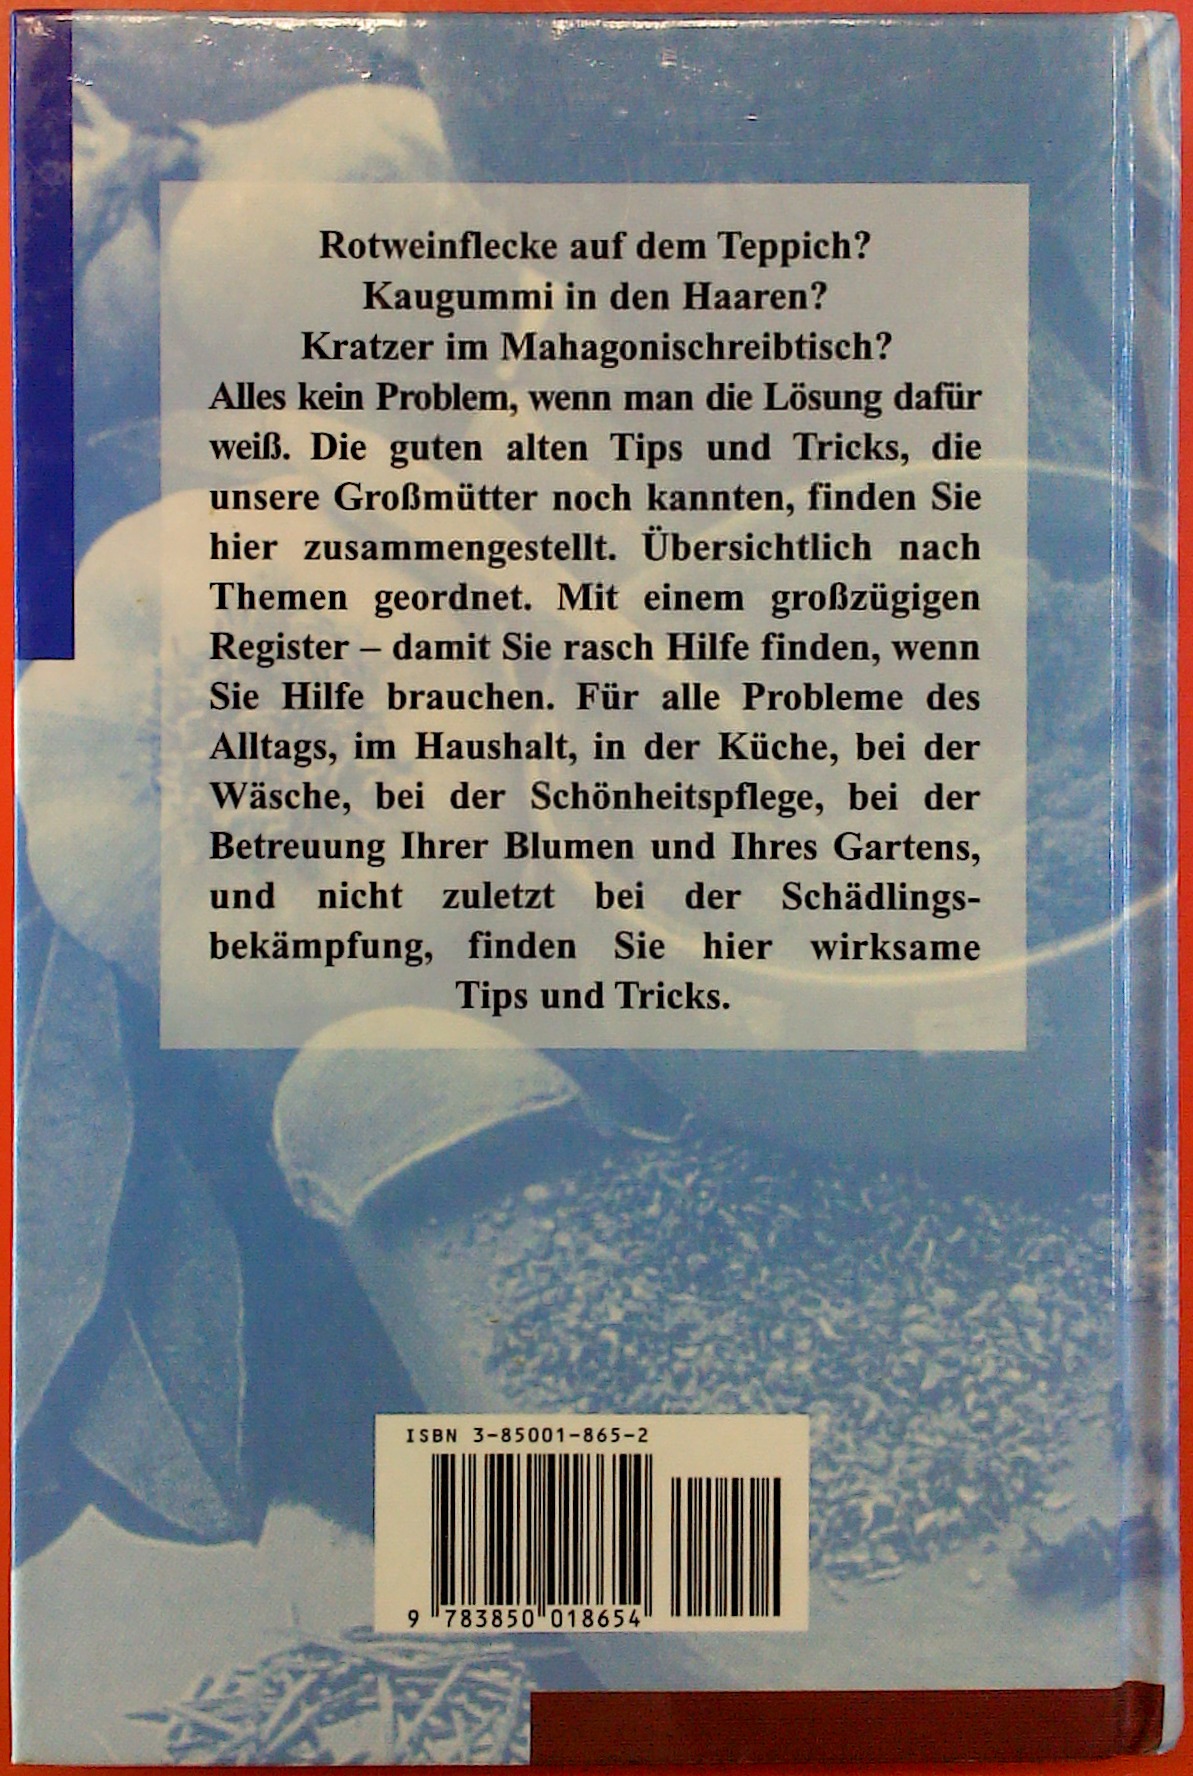 Rotweinflecke auf dem Teppich?
Kaugummi in den Haaren?
Kratzer im Mahagonischreibtisch?
Alles kein Problem, wenn man die Lösung dafür
weiß. Die guten alten Tips und Tricks, die
unsere Großmütter noch kannten, finden Sie
hier zusammengestellt. Übersichtlich nach
Themen geordnet. Mit einem großzügigen
Register – damit Sie rasch Hilfe finden, wenn
Sie Hilfe brauchen. Für alle Probleme des
Alltags, im Haushalt, in der Küche, bei der
Wäsche, bei der Schönheitspflege, bei der
Betreuung Ihrer Blumen und Ihres Gartens,
und nicht zuletzt bei der Schädlings-
bekämpfung, finden Sie hier wirksame
Tips und Tricks.
ISBN 3-85001-865-2
9 783850 018654